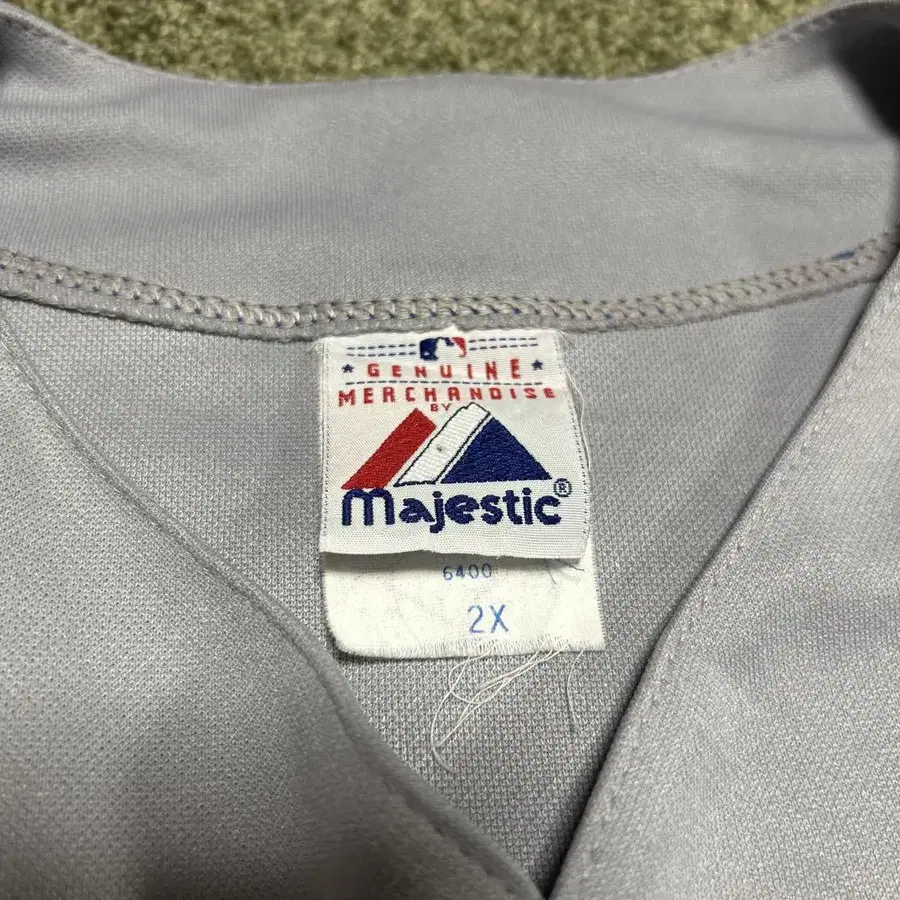 GENUINE
MERCHANDISE
BY
majestic®
6400
2X